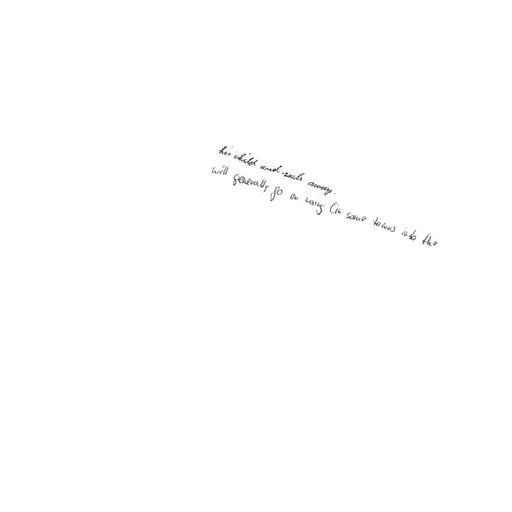 his child and rush away.
will generally go on using (in some towns into the